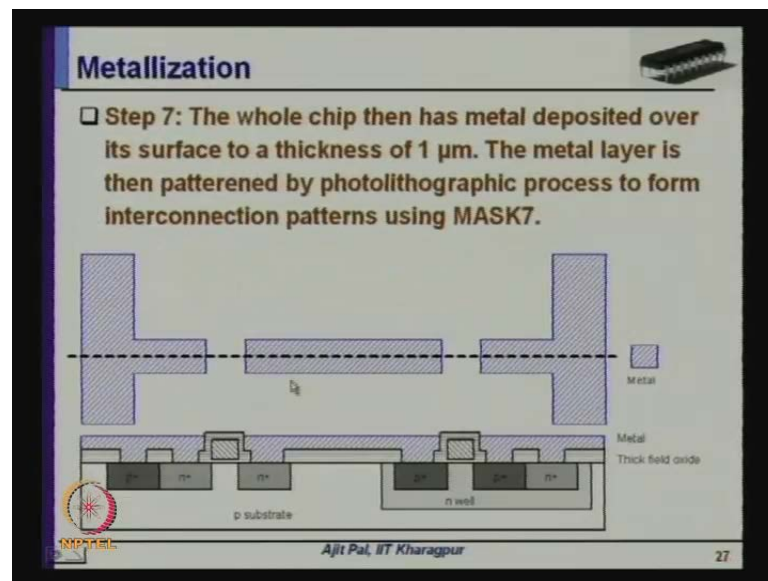 Metallization
Step 7: The whole chip then has metal deposited over
its surface to a thickness of 1 µm. The metal layer is
then patterened by photolithographic process to form
interconnection patterns using MASK7.
Metal
Metal
Thick field oxide
n+
n+
n+
n well
p substrate
NPTEL
Ajit Pal, IIT Kharagpur
27